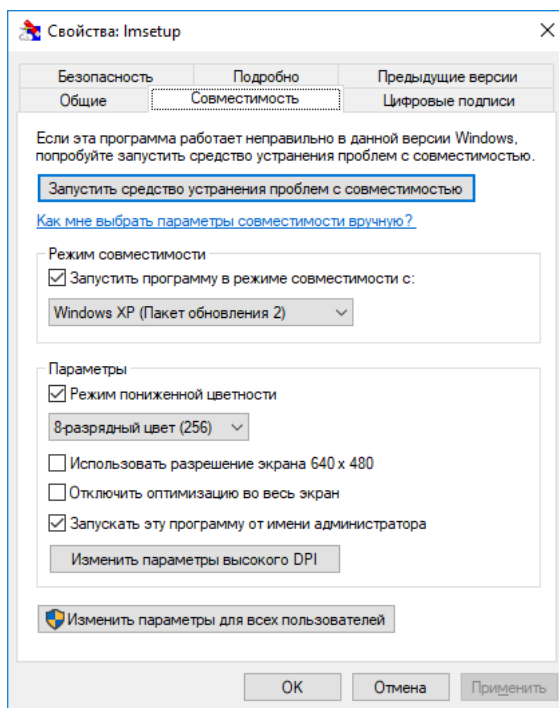 Свойства: Imsetup
Безопасность Подробно Предыдущие версии
Общие Совместимость Цифровые подписи
Если эта программа работает неправильно в данной версии Windows,
попробуйте запустить средство устранения проблем с совместимостью.
Запустить средство устранения проблем с совместимостью
Как мне выбрать параметры совместимости вручную?
Режим совместимости
Запустить программу в режиме совместимости с:
Windows XP (Пакет обновления 2)
Параметры
Режим пониженной цветности
8-разрядный цвет (256)
Использовать разрешение экрана 640 x 480
Отключить оптимизацию во весь экран
Запускать эту программу от имени администратора
Изменить параметры высокого DPI
Изменить параметры для всех пользователей
OK Отмена Применить